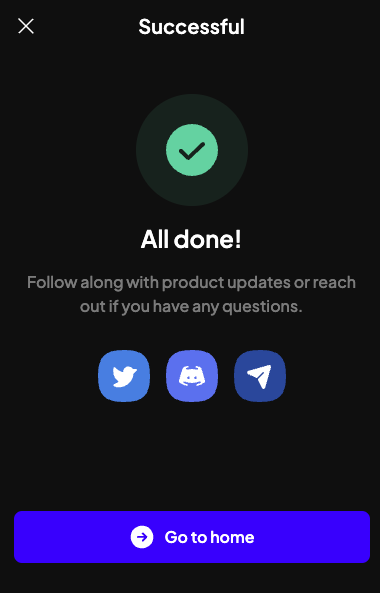 Successful
All done!
Follow along with product updates or reach
out if you have any questions.
Go to home